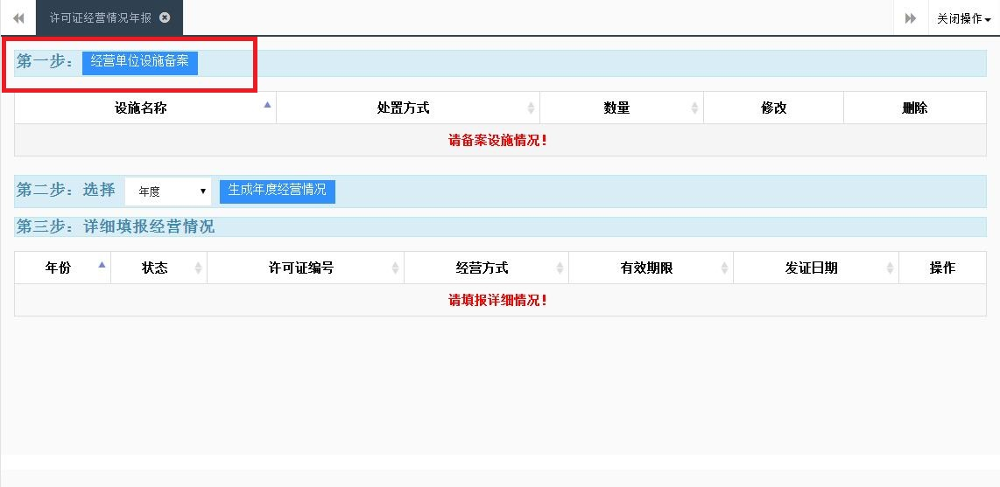 许可证经营情况年报 关闭操作
第一步：经营单位设施备案
设施名称 处置方式 数量 修改 删除
请备案设施情况！
第二步：选择 年度 生成年度经营情况
第三步：详细填报经营情况
年份 状态 许可证编号 经营方式 有效期限 发证日期 操作
请填报详细情况！